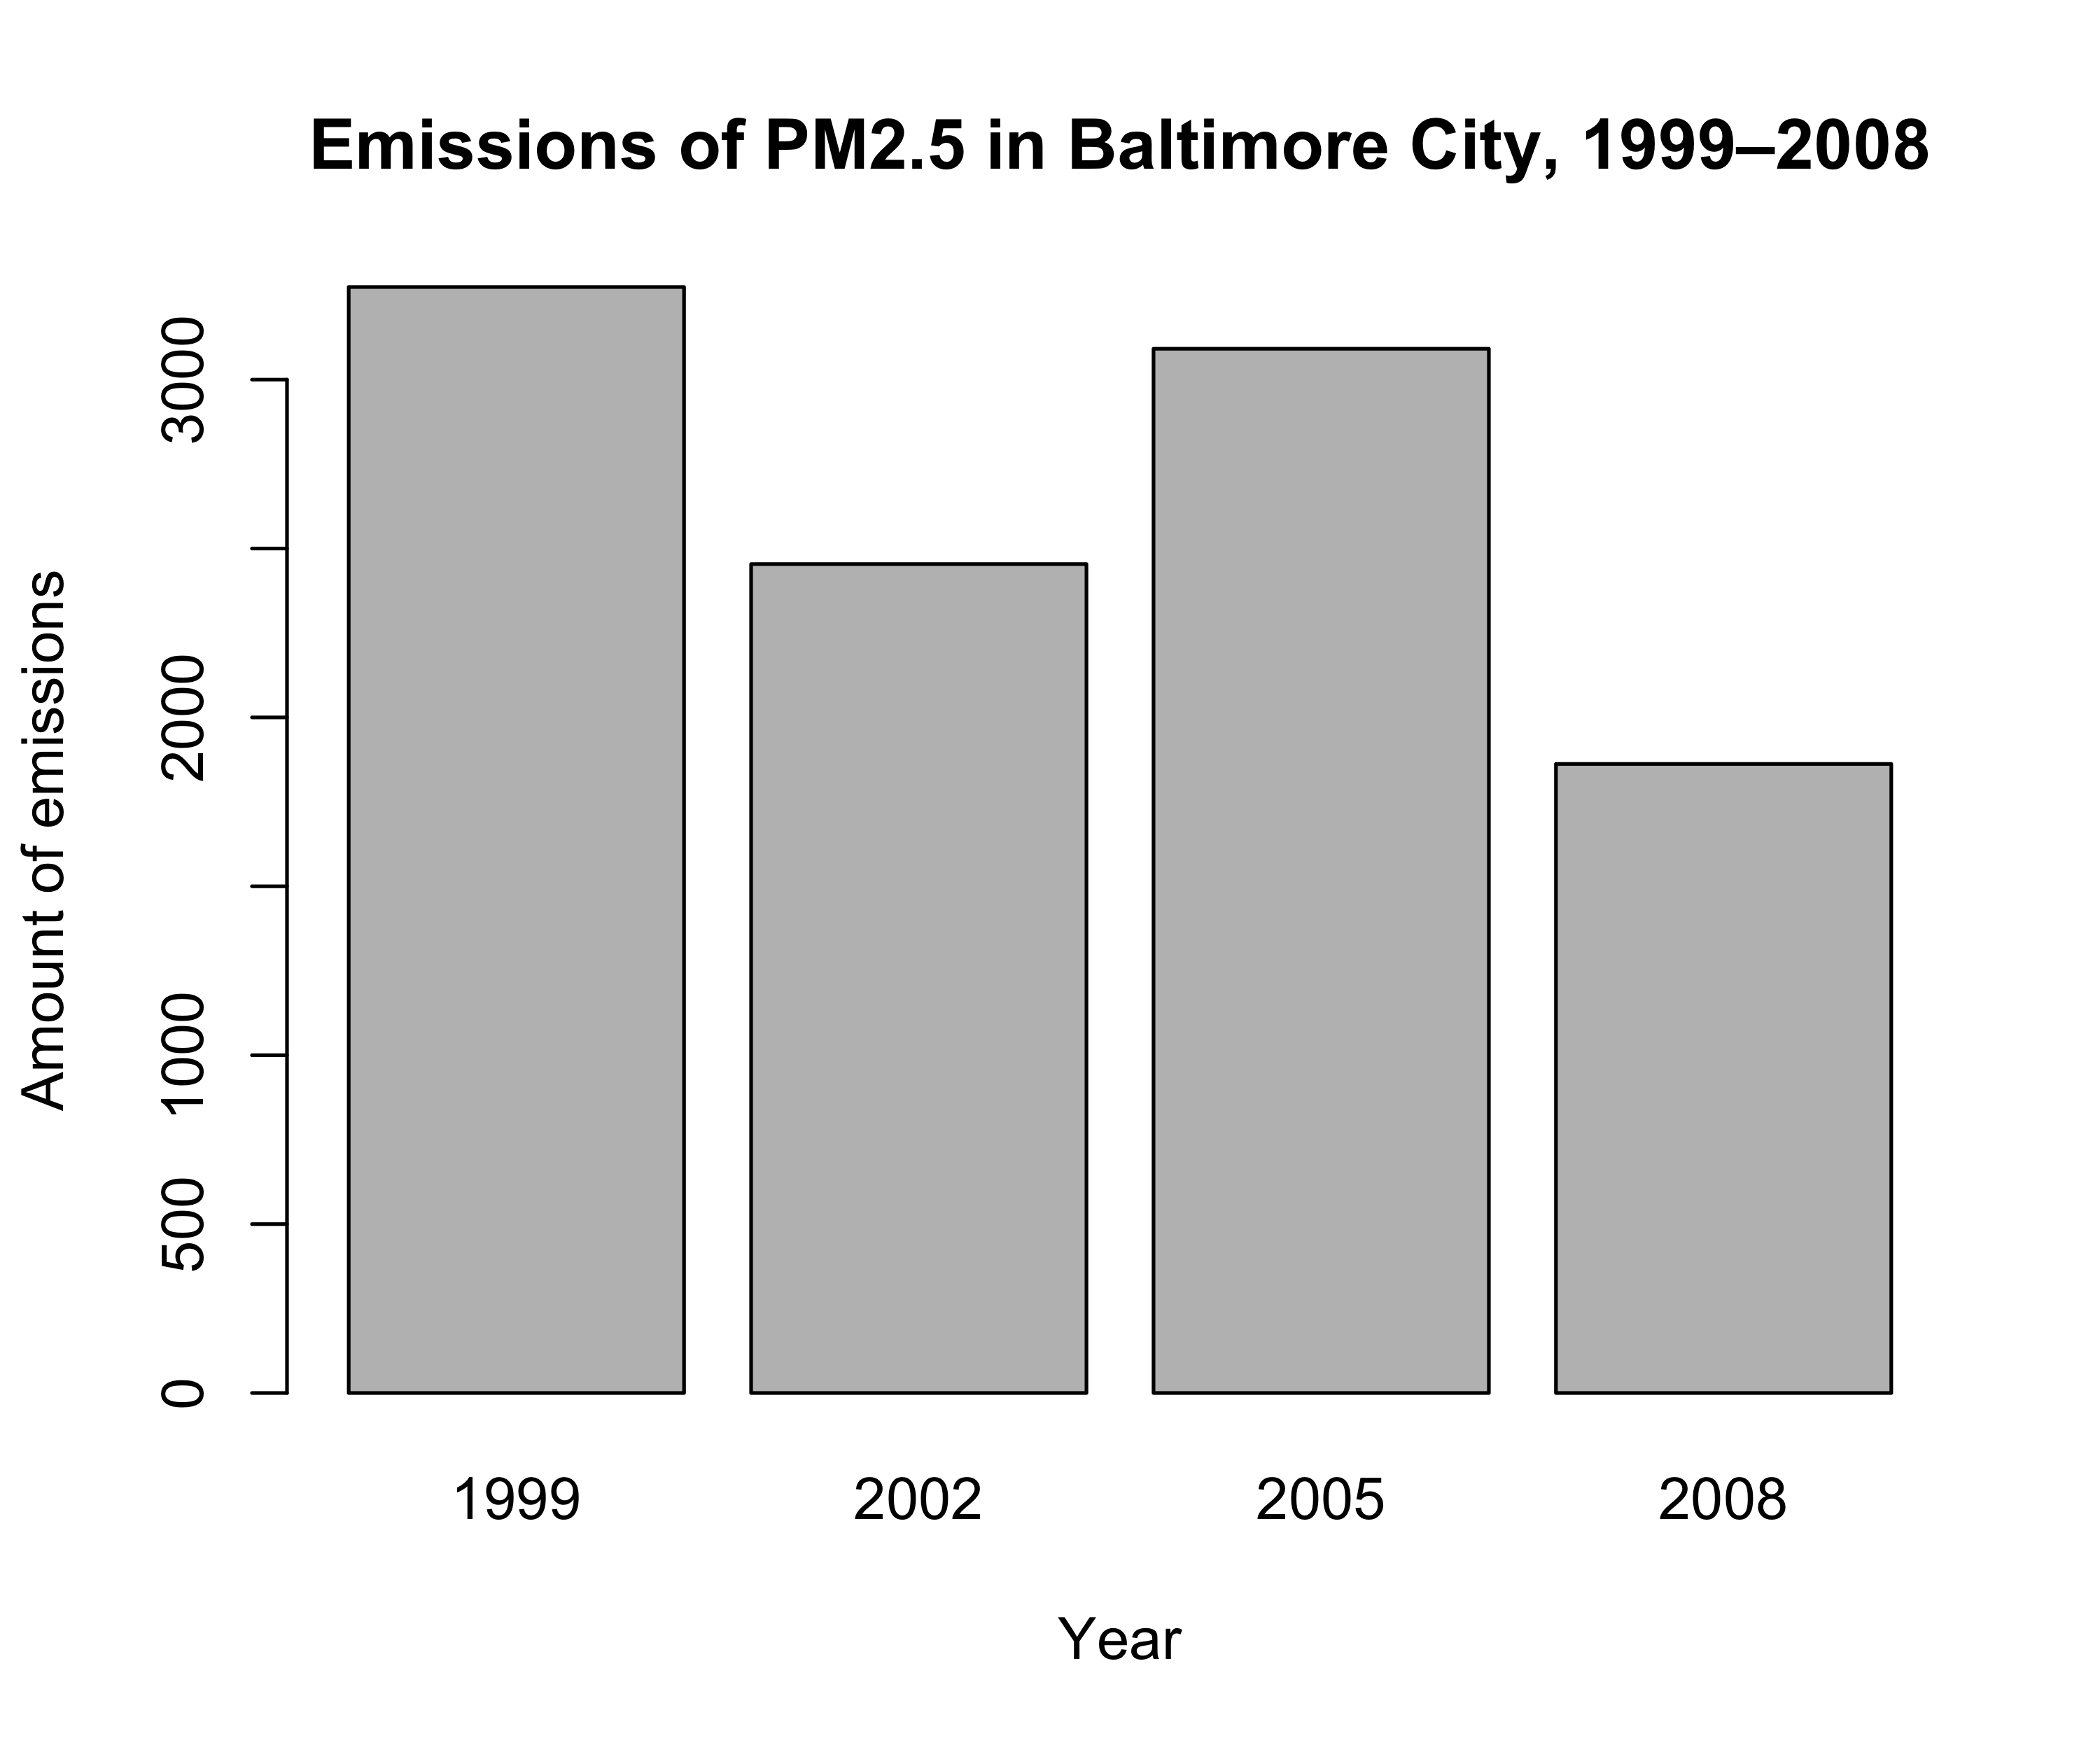 Emissions of PM2.5 in Baltimore City, 1999–2008
Amount of emissions
3000
2000
1000
500
0
1999 2002 2005 2008
Year